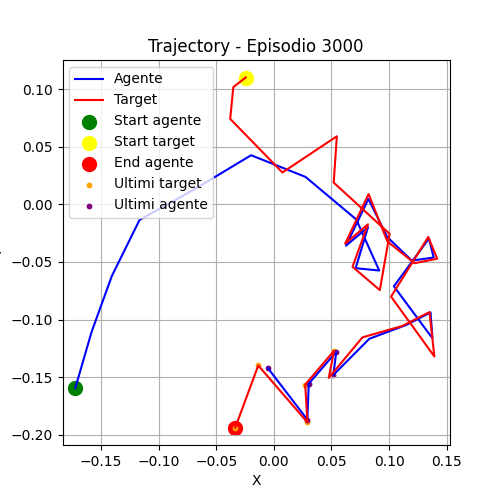 Trajectory - Episodio 3000
Agente
Target
Start agente
Start target
End agente
Ultimi target
Ultimi agente
0.10
0.05
0.00
−0.05
−0.10
−0.15
−0.20
−0.15
−0.10
−0.05
0.00
0.05
0.10
0.15
X